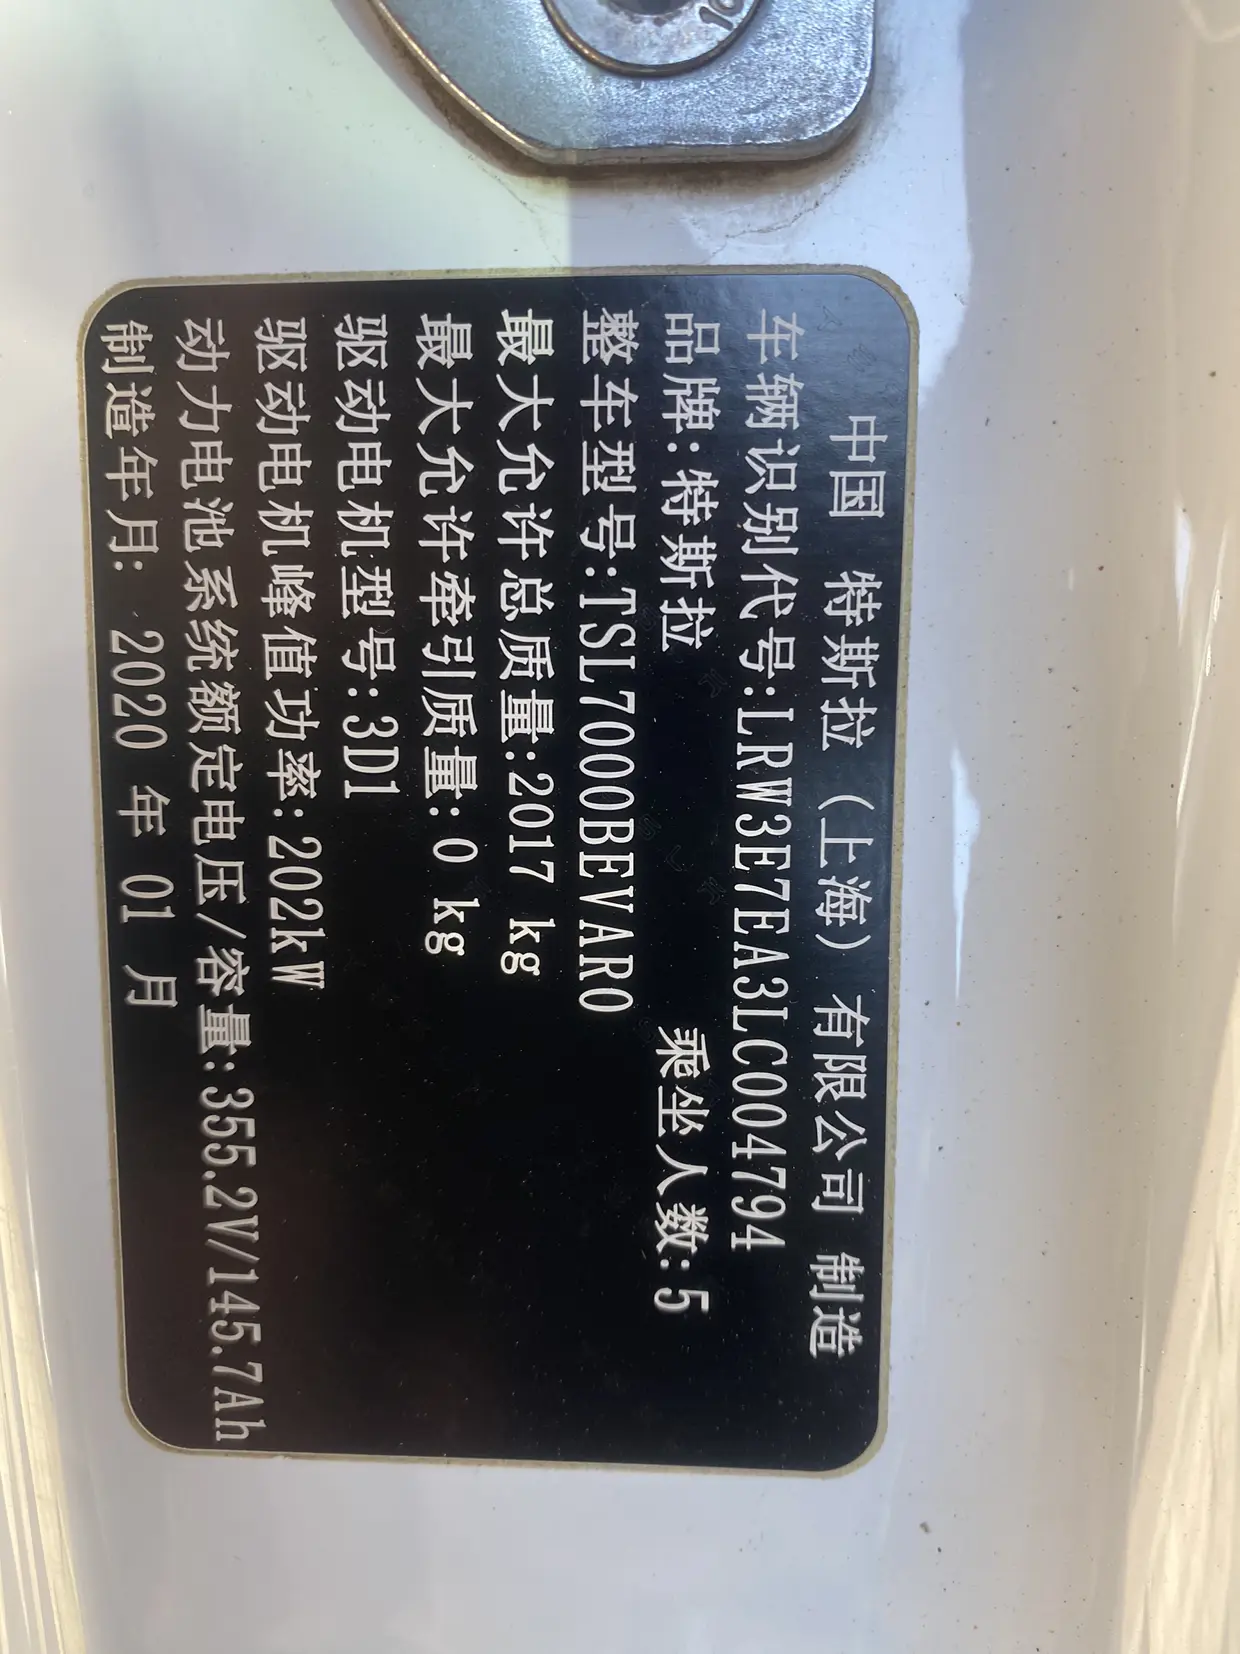 中国 特斯拉（上海）有限公司 制造
车辆识别代号:LRW3E7EA3LC004794
品牌:特斯拉 乘坐人数:5
整车型号:TSL7000BEVAR0
最大允许总质量:2017 kg
最大允许牵引质量:0 kg
驱动电机型号:3D1
驱动电机峰值功率:202kW
动力电池系统额定电压/容量:355.2V/145.7Ah
制造年月: 2020 年 01 月